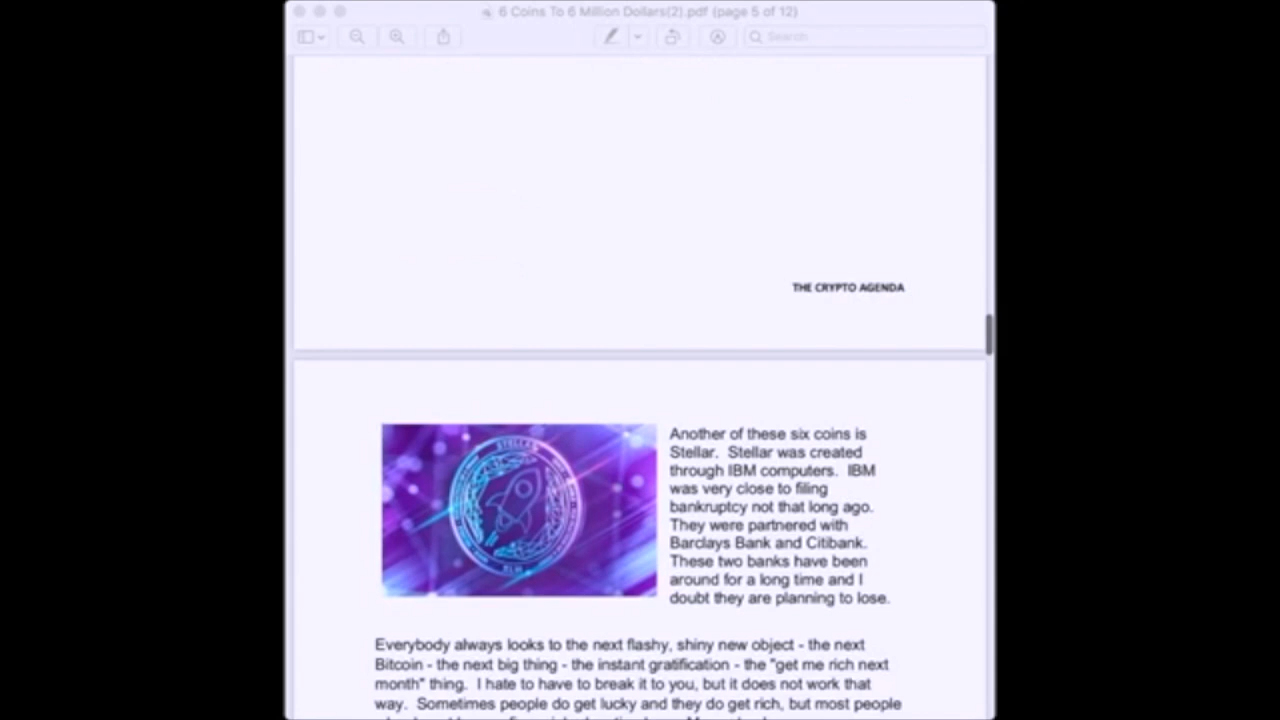 6 Coins To 6 Million Dollars(2).pdf (page 5 of 12)
Search
THE CRYPTO AGENDA
STELLAR
XLM
Another of these six coins is
Stellar. Stellar was created
through IBM computers. IBM
was very close to filing
bankruptcy not that long ago.
They were partnered with
Barclays Bank and Citibank.
These two banks have been
around for a long time and I
doubt they are planning to lose.
Everybody always looks to the next flashy, shiny new object - the next
Bitcoin - the next big thing - the instant gratification - the "get me rich next
month" thing. I hate to have to break it to you, but it does not work that
way. Sometimes people do get lucky and they do get rich, but most people